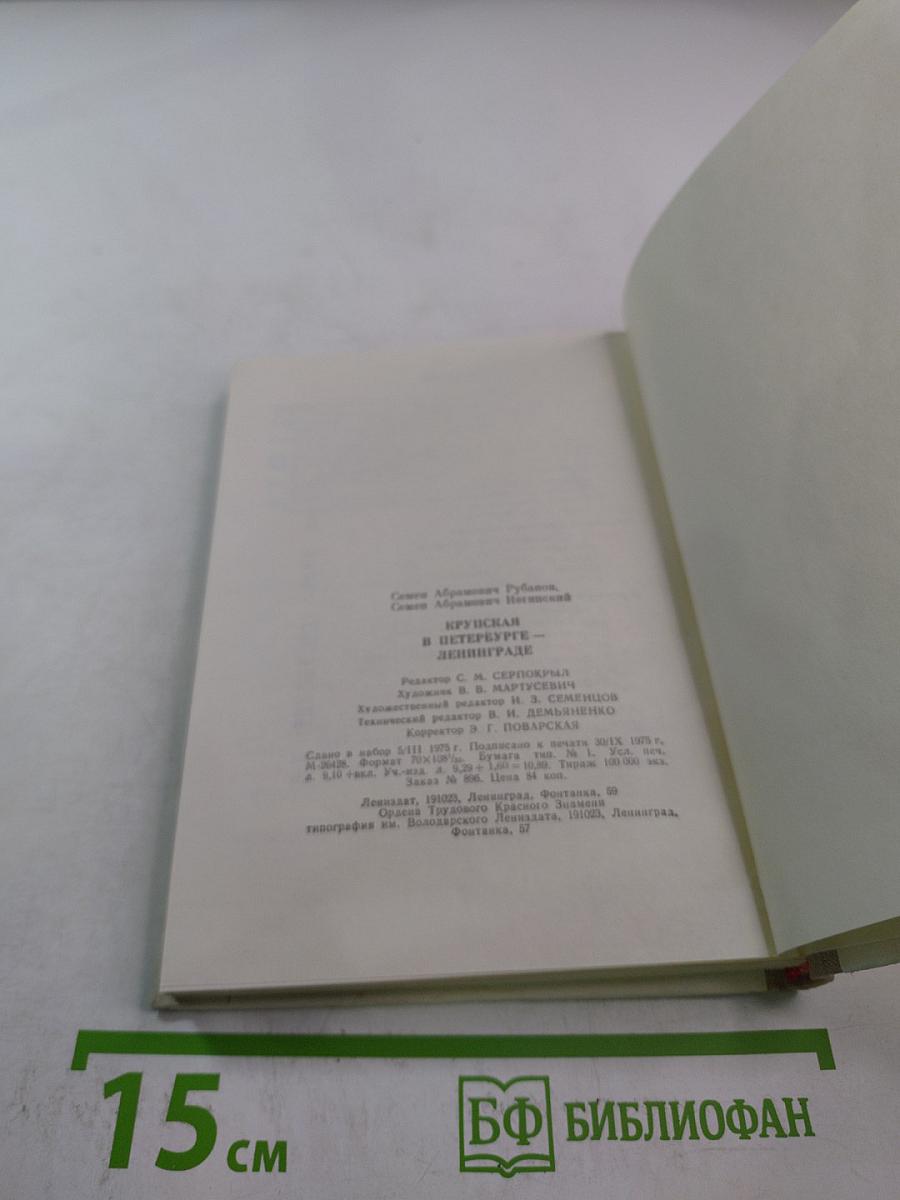 Семен Абрамович Рубанов,
Семен Абрамович Иогинский
КРУПСКАЯ
В ПЕТЕРБУРГЕ —
ЛЕНИНГРАДЕ
Редактор С. М. СЕРПОКРЫЛ
Художник В. В. МАРТУСЕВИЧ
Художественный редактор И. З. СЕМЕНЦОВ
Технический редактор В. И. ДЕМЬЯНЕНКО
Корректор Э. Г. ПОВАРСКАЯ
Сдано в набор 5/III 1975 г. Подписано к печати 30/IX 1975 г.
М-26428. Формат 70×108¹/₃₂. Бумага тип. № 1. Усл. печ.
л. 9,10+вкл. Уч.-изд. л. 9,29+1,60=10,89. Тираж 100 000 экз.
Заказ № 896. Цена 84 коп.
Лениздат, 191023, Ленинград, Фонтанка, 59
Ордена Трудового Красного Знамени
типография им. Володарского Лениздата, 191023, Ленинград,
Фонтанка, 57
15 см
БФ БИБЛИОФАН